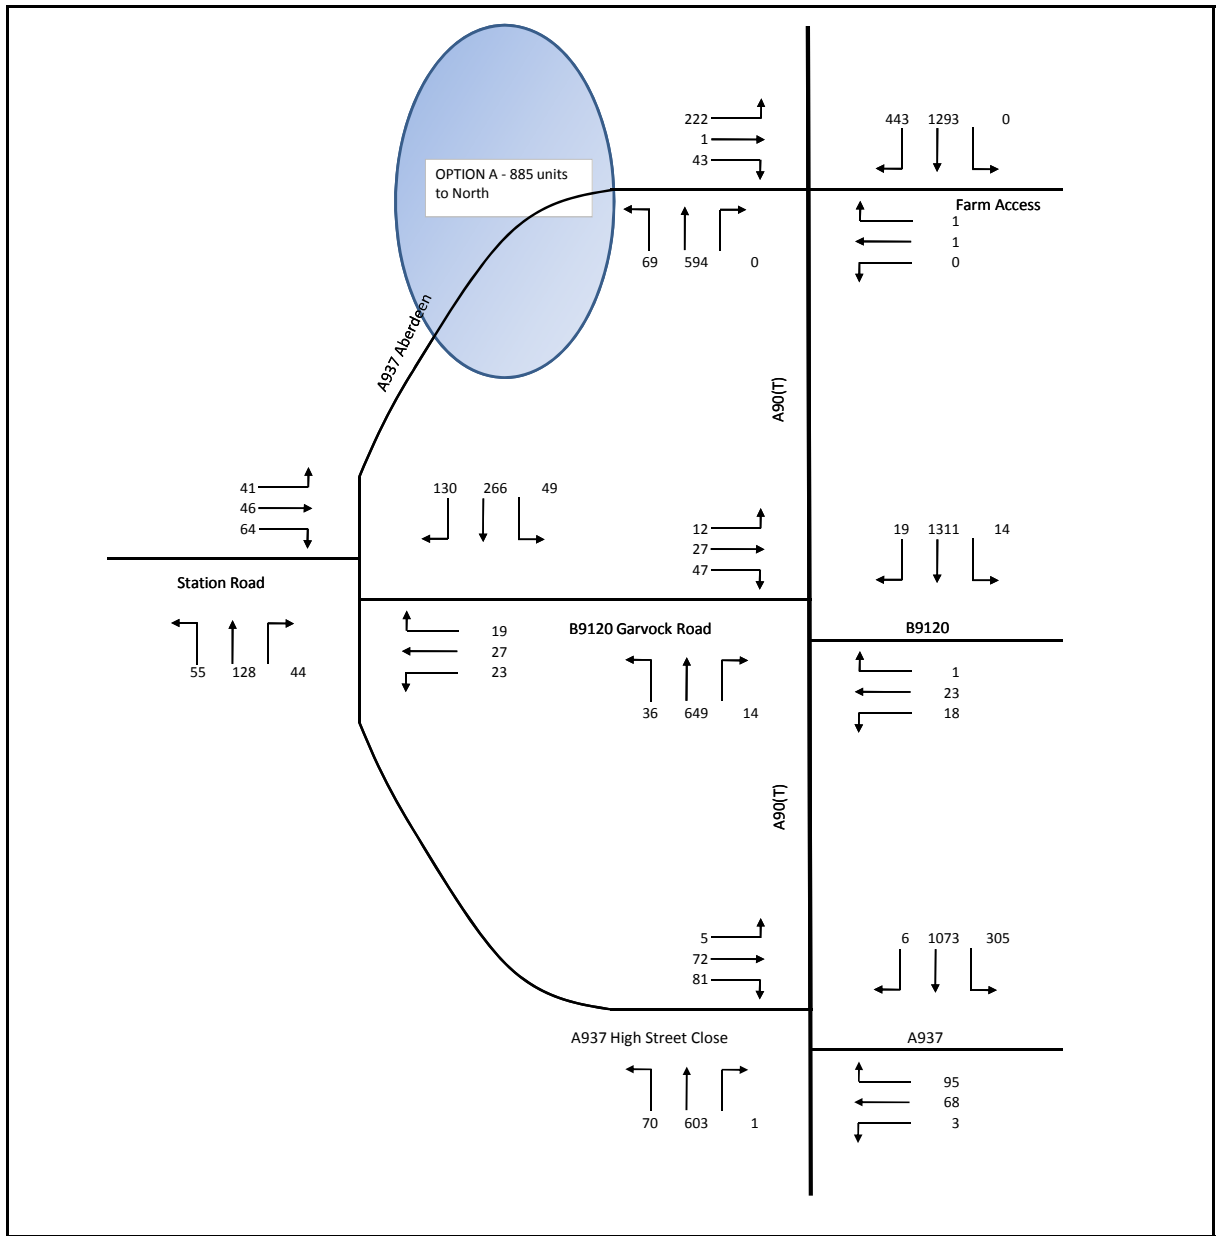 222
1
43
443 1293 0
OPTION A - 885 units
to North
Farm Access
1
1
0
69 594 0
A937 Aberdeen
A90(T)
41
46
64
130 266 49
12
27
47
19 1311 14
Station Road
55 128 44
19
27
23
B9120 Garvock Road
36 649 14
B9120
1
23
18
A90(T)
5
72
81
6 1073 305
A937 High Street Close
A937
70 603 1
95
68
3